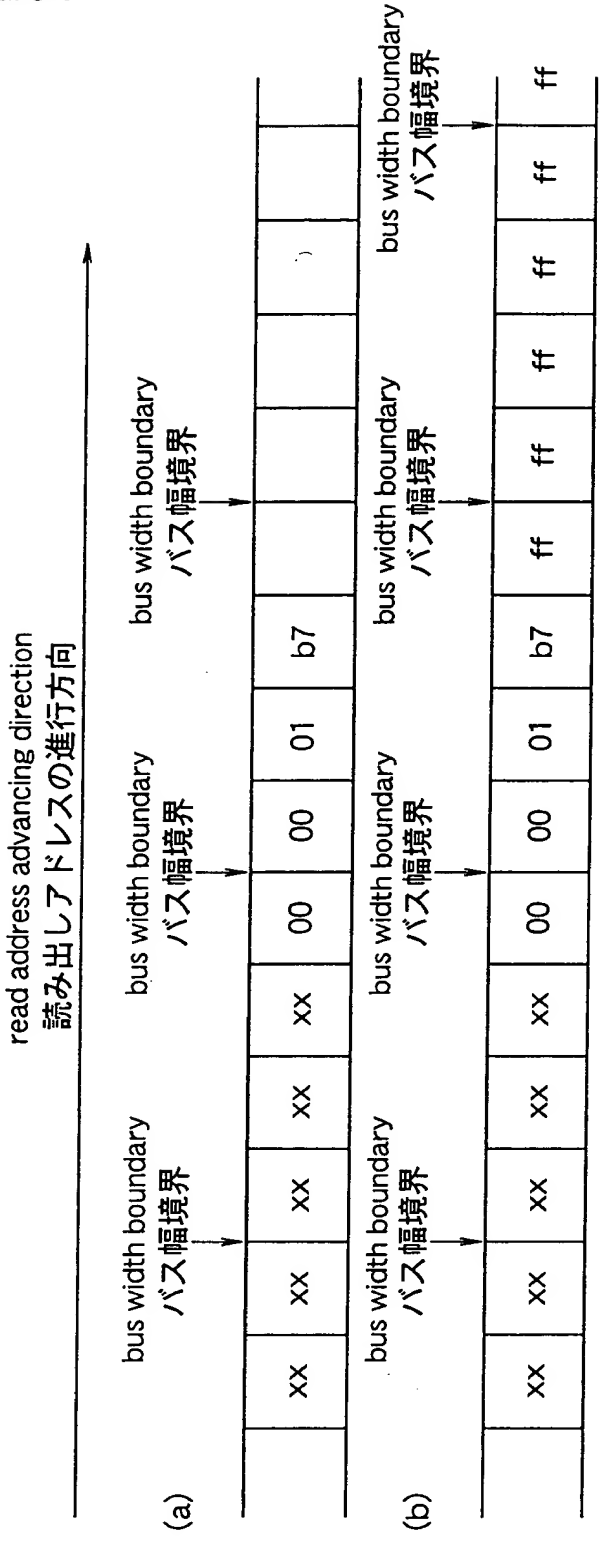 read address advancing direction
読み出しアドレスの進行方向
(a)
bus width boundary
バス幅境界
bus width boundary
バス幅境界
bus width boundary
バス幅境界
xx xx xx xx xx 00 00 01 b7
(b)
bus width boundary
バス幅境界
bus width boundary
バス幅境界
bus width boundary
バス幅境界
bus width boundary
バス幅境界
xx xx xx xx xx 00 00 01 b7 ff ff ff ff ff ff